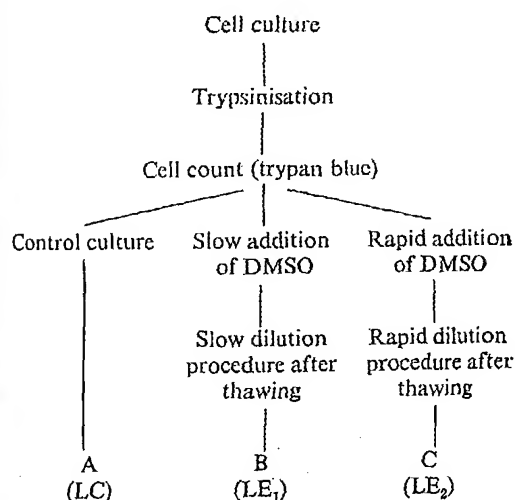 Cell culture
Trypsinisation
Cell count (trypan blue)
Control culture
Slow addition
of DMSO
Rapid addition
of DMSO
Slow dilution
procedure after
thawing
Rapid dilution
procedure after
thawing
A
(LC)
B
(LE₁)
C
(LE₂)